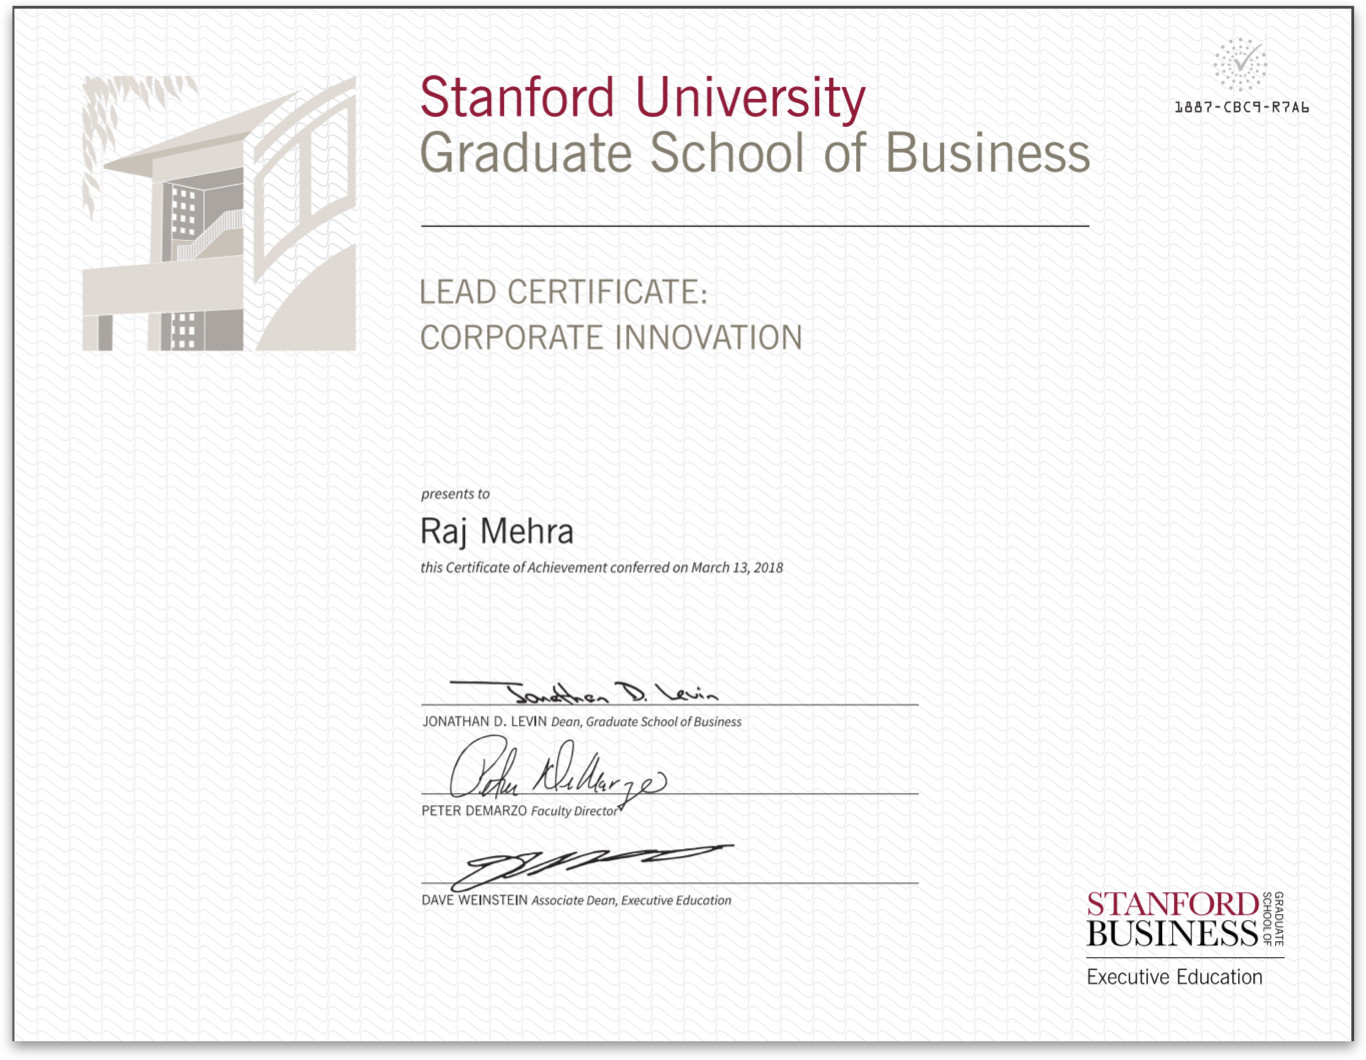 1887-CBC9-R7A6
Stanford University
Graduate School of Business
LEAD CERTIFICATE:
CORPORATE INNOVATION
presents to
Raj Mehra
this Certificate of Achievement conferred on March 13, 2018
Jonathan D. Levin
JONATHAN D. LEVIN Dean, Graduate School of Business
Peter DeMarzo
PETER DEMARZO Faculty Director
DAVE WEINSTEIN Associate Dean, Executive Education
STANFORD
BUSINESS
GRADUATE
SCHOOL OF
Executive Education